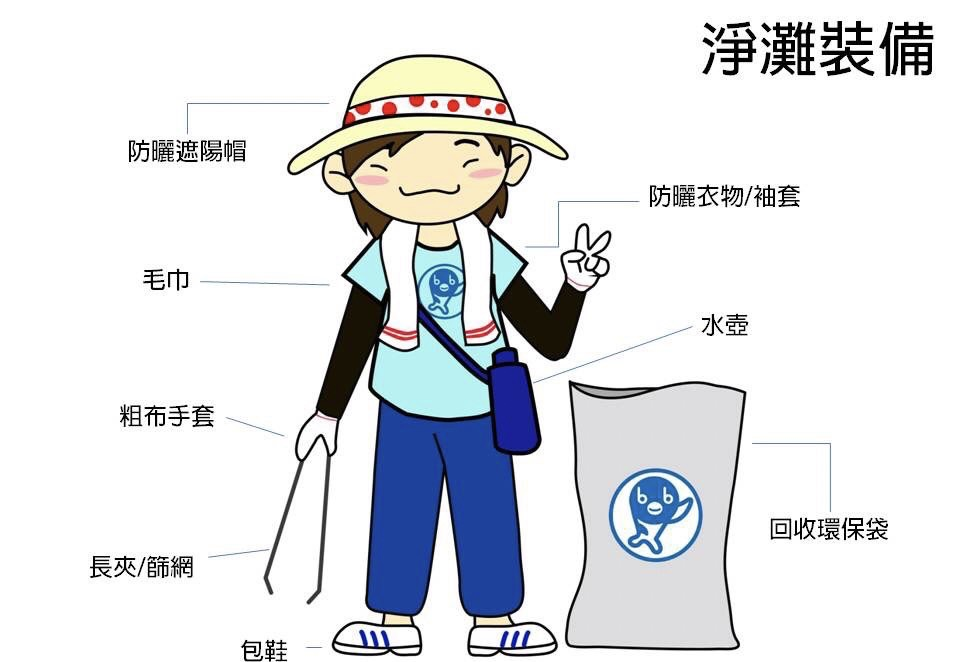 淨灘裝備
防曬遮陽帽
防曬衣物/袖套
毛巾
水壺
粗布手套
回收環保袋
長夾/篩網
包鞋